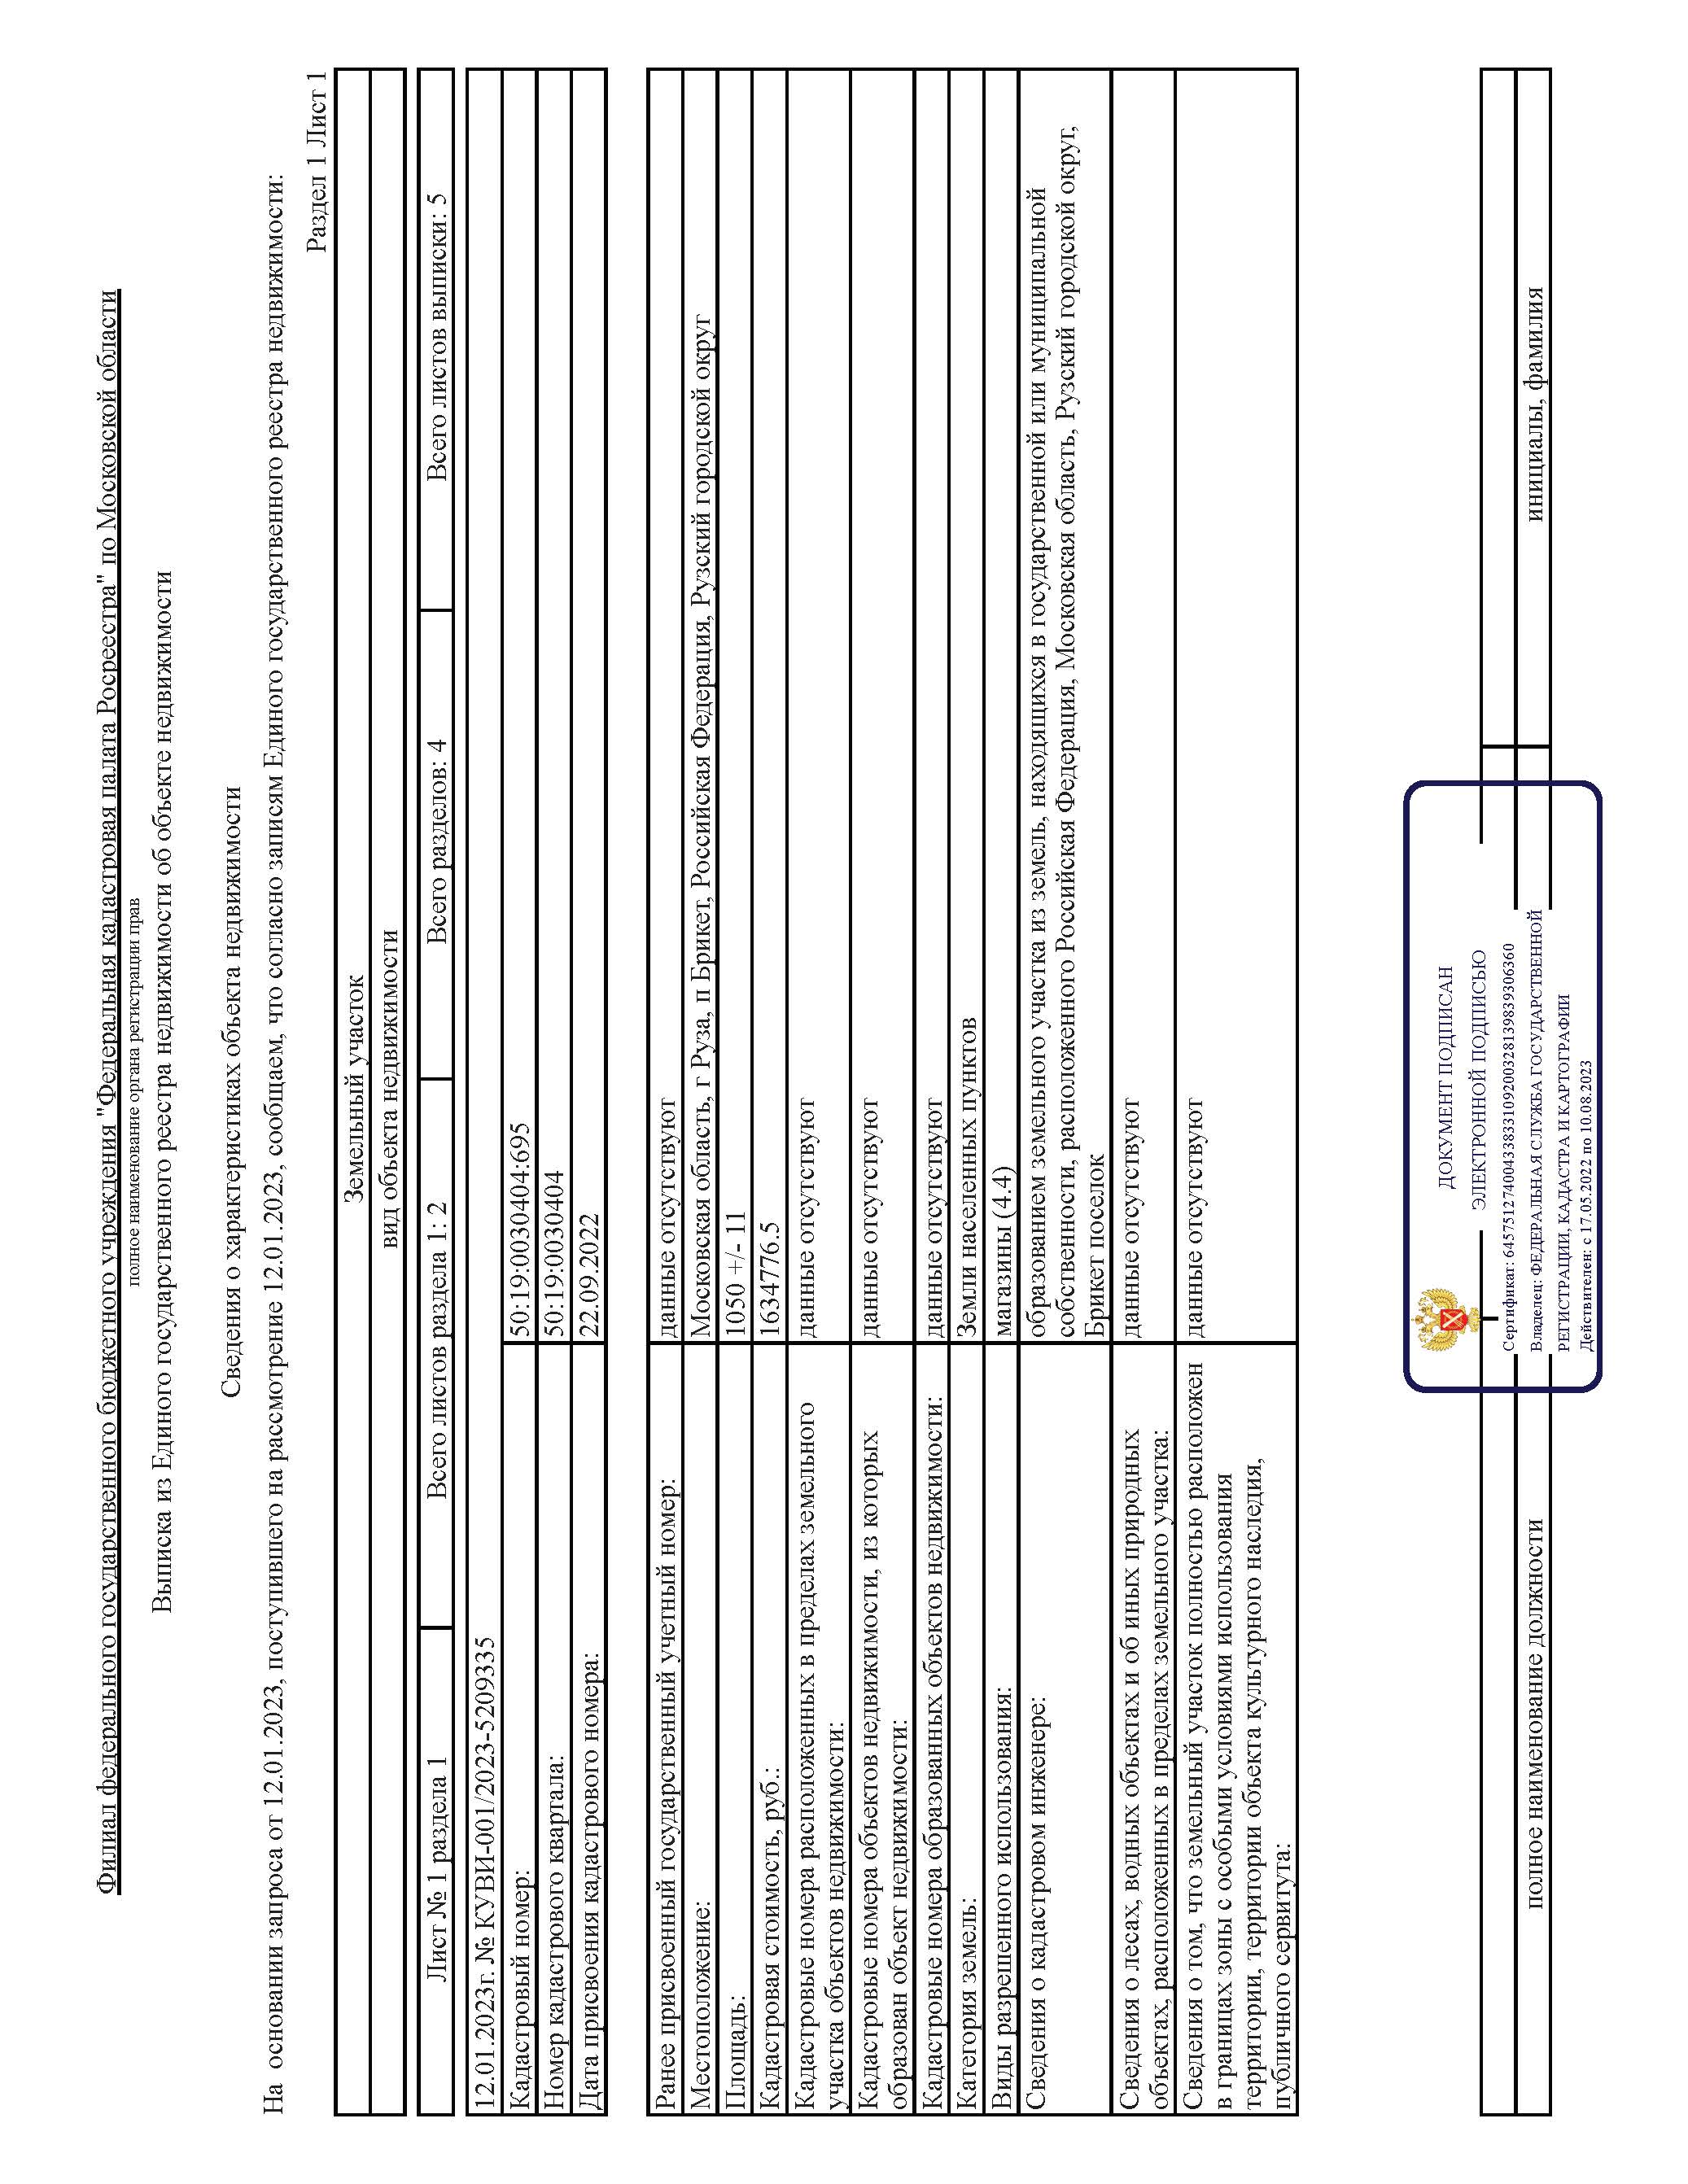 Филиал федерального государственного бюджетного учреждения "Федеральная кадастровая палата Росреестра" по Московской области
полное наименование органа регистрации прав
Выписка из Единого государственного реестра недвижимости об объекте недвижимости
Сведения о характеристиках объекта недвижимости
На основании запроса от 12.01.2023, поступившего на рассмотрение 12.01.2023, сообщаем, что согласно записям Единого государственного реестра недвижимости:
Раздел 1 Лист 1
Земельный участок
вид объекта недвижимости
Лист № 1 раздела 1 Всего листов раздела 1: 2 Всего разделов: 4 Всего листов выписки: 5
12.01.2023г. № КУВИ-001/2023-5209335
Кадастровый номер: 50:19:0030404:695
Номер кадастрового квартала: 50:19:0030404
Дата присвоения кадастрового номера: 22.09.2022
Ранее присвоенный государственный учетный номер: данные отсутствуют
Местоположение: Московская область, г Руза, п Брикет, Российская Федерация, Рузский городской округ
Площадь: 1050 +/- 11
Кадастровая стоимость, руб.: 1634776.5
Кадастровые номера расположенных в пределах земельного данные отсутствуют
участка объектов недвижимости:
Кадастровые номера объектов недвижимости, из которых данные отсутствуют
образован объект недвижимости:
Кадастровые номера образованных объектов недвижимости: данные отсутствуют
Категория земель: Земли населенных пунктов
Виды разрешенного использования: магазины (4.4)
Сведения о кадастровом инженере: образованием земельного участка из земель, находящихся в государственной или муниципальной
собственности, расположенного Российская Федерация, Московская область, Рузский городской округ,
Брикет поселок
Сведения о лесах, водных объектах и об иных природных данные отсутствуют
объектах, расположенных в пределах земельного участка:
Сведения о том, что земельный участок полностью расположен данные отсутствуют
в границах зоны с особыми условиями использования
территории, территории объекта культурного наследия,
публичного сервитута:
ДОКУМЕНТ ПОДПИСАН
ЭЛЕКТРОННОЙ ПОДПИСЬЮ
Сертификат: 64575127400433833109200328139839306360
Владелец: ФЕДЕРАЛЬНАЯ СЛУЖБА ГОСУДАРСТВЕННОЙ
РЕГИСТРАЦИИ, КАДАСТРА И КАРТОГРАФИИ
Действителен: с 17.05.2022 по 10.08.2023
полное наименование должности инициалы, фамилия